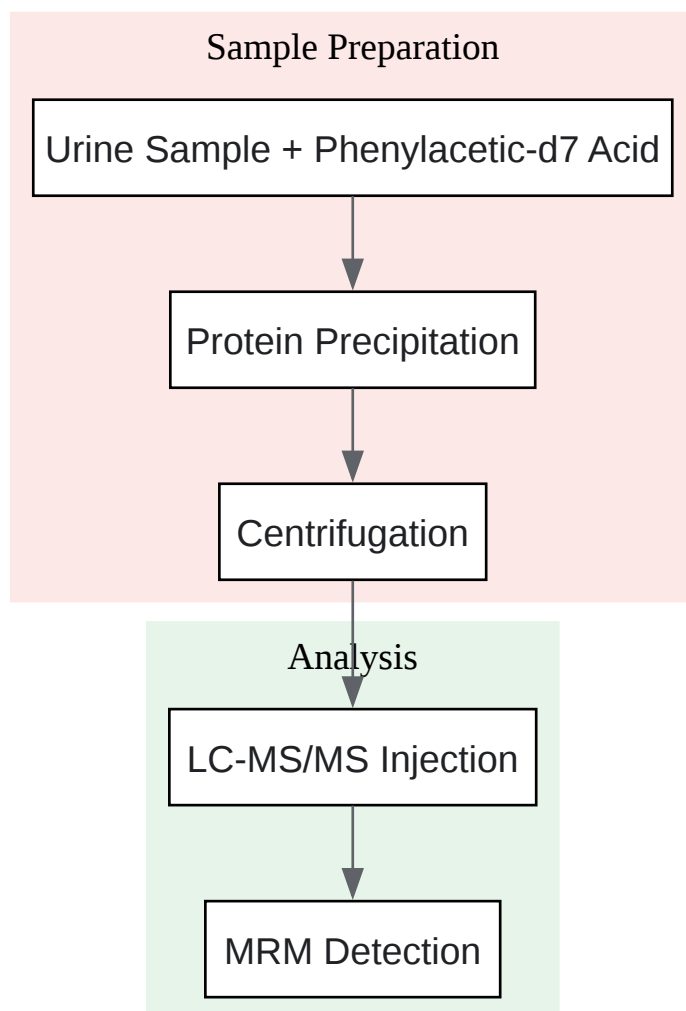 Sample Preparation
Urine Sample + Phenylacetic-d7 Acid
Protein Precipitation
Centrifugation
Analysis
LC-MS/MS Injection
MRM Detection